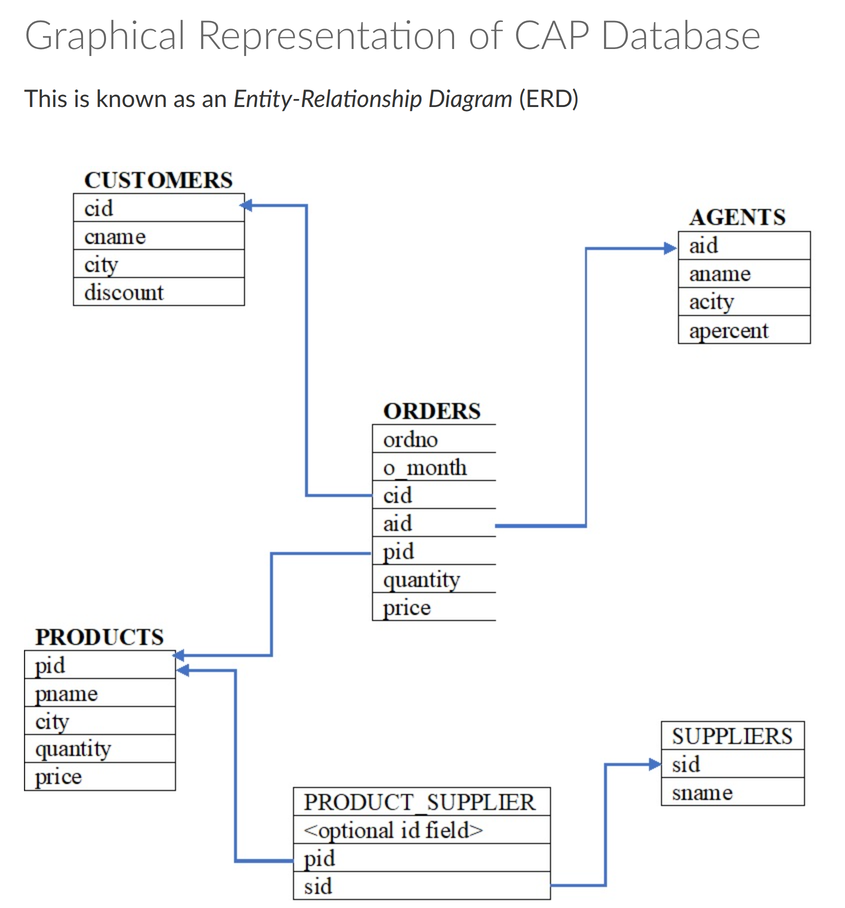 Graphical Representation of CAP Database
This is known as an Entity-Relationship Diagram (ERD)
CUSTOMERS
cid
cname
city
discount
AGENTS
aid
aname
acity
apercent
ORDERS
ordno
o_month
cid
aid
pid
quantity
price
PRODUCTS
pid
pname
city
quantity
price
SUPPLIERS
sid
sname
PRODUCT_SUPPLIER
<optional id field>
pid
sid